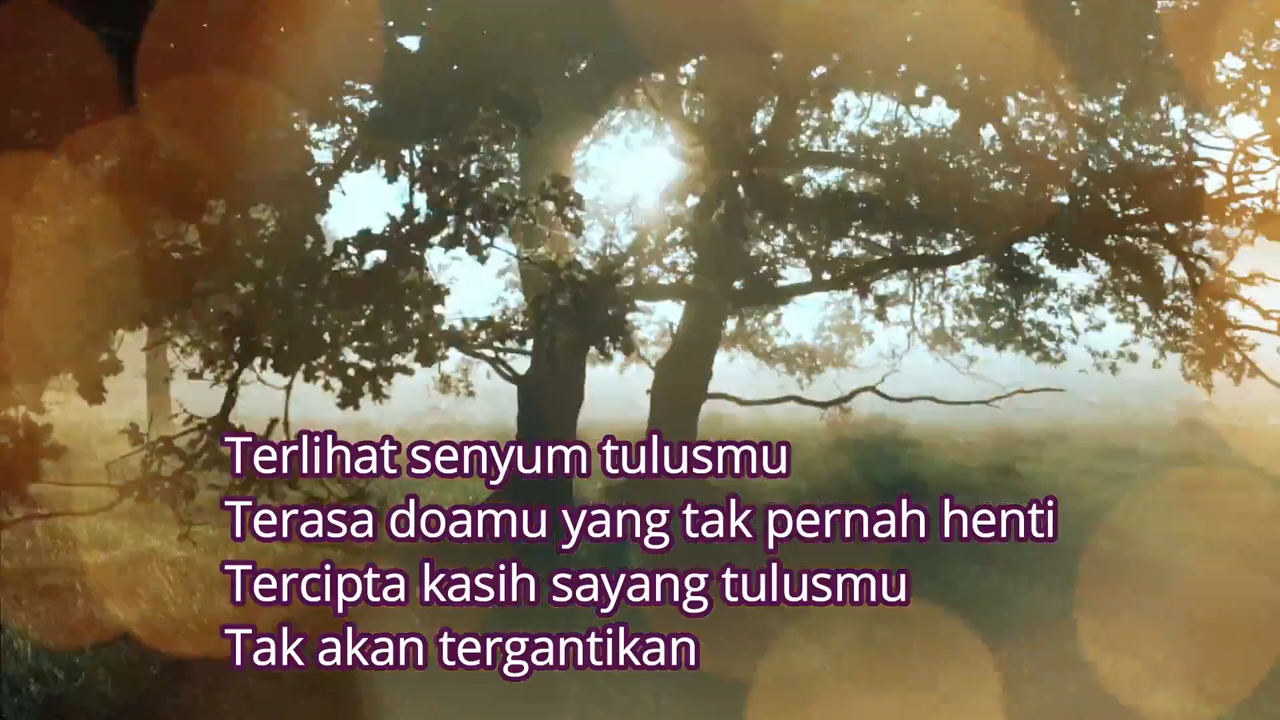 Terlihat senyum tulusmu
Terasa doamu yang tak pernah henti
Tercipta kasih sayang tulusmu
Tak akan tergantikan